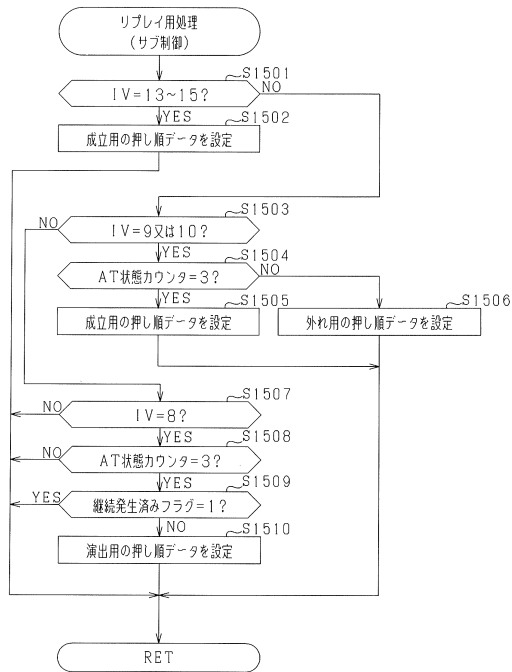 リプレイ用処理
(サブ制御)
S1501
IV=13~15?
NO
YES
S1502
成立用の押し順データを設定
S1503
NO
IV=9又は10?
YES
S1504
AT状態カウンタ=3?
NO
YES
S1505
成立用の押し順データを設定
S1506
外れ用の押し順データを設定
S1507
NO
IV=8?
YES
S1508
NO
AT状態カウンタ=3?
YES
S1509
YES
継続発生済みフラグ=1?
NO
S1510
演出用の押し順データを設定
RET